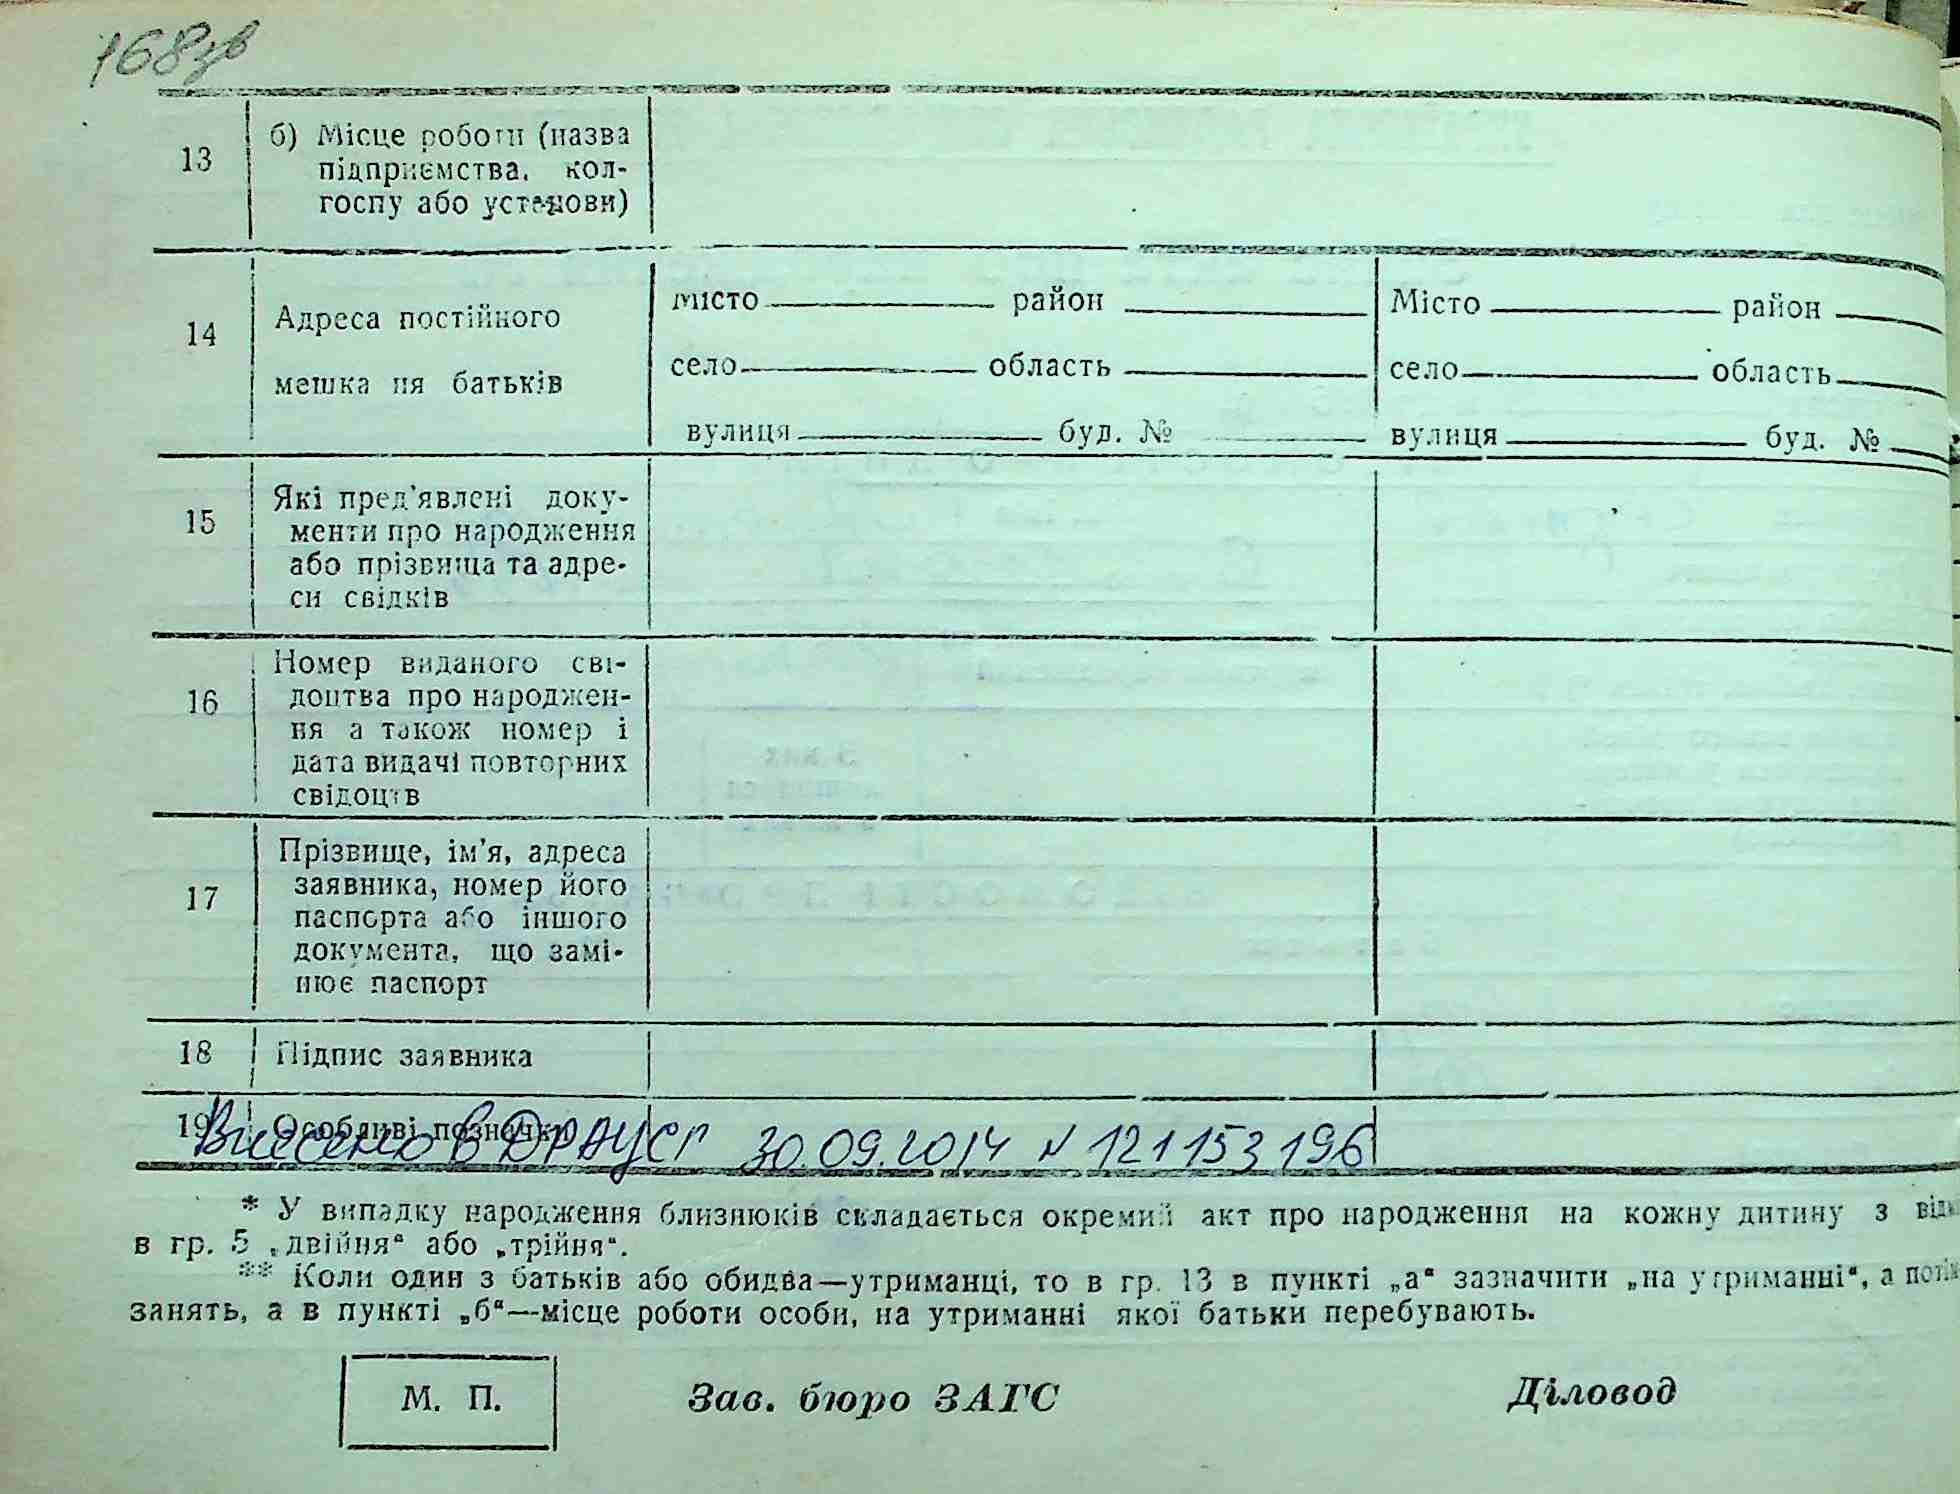 168зв
13
б) Місце роботи (назва
підприємства, кол-
госпу або установи)
14
Адреса постійного
мешка ня батьків
місто район
село область
вулиця буд. №
Місто район
село область
вулиця буд. №
15
Які пред'явлені доку-
менти про народження
або прізвища та адре-
си свідків
16
Номер виданого сві-
доцтва про народжен-
ня а також номер і
дата видачі повторних
свідоцтв
17
Прізвище, ім'я, адреса
заявника, номер його
паспорта або іншого
документа, що замі-
нює паспорт
18
Підпис заявника
19
Особливі позначки
Внесено в ДРАЦСГ 30.09.2014 № 121153196
* У випадку народження близнюків складається окремий акт про народження на кожну дитину з
в гр. 5 „двійня“ або „трійня“.
** Коли один з батьків або обидва—утриманці, то в гр. 13 в пункті „а“ зазначити „на утриманні“, а
занять, а в пункті „б“—місце роботи особи, на утриманні якої батьки перебувають.
М. П.
Зав. бюро ЗАГС
Діловод